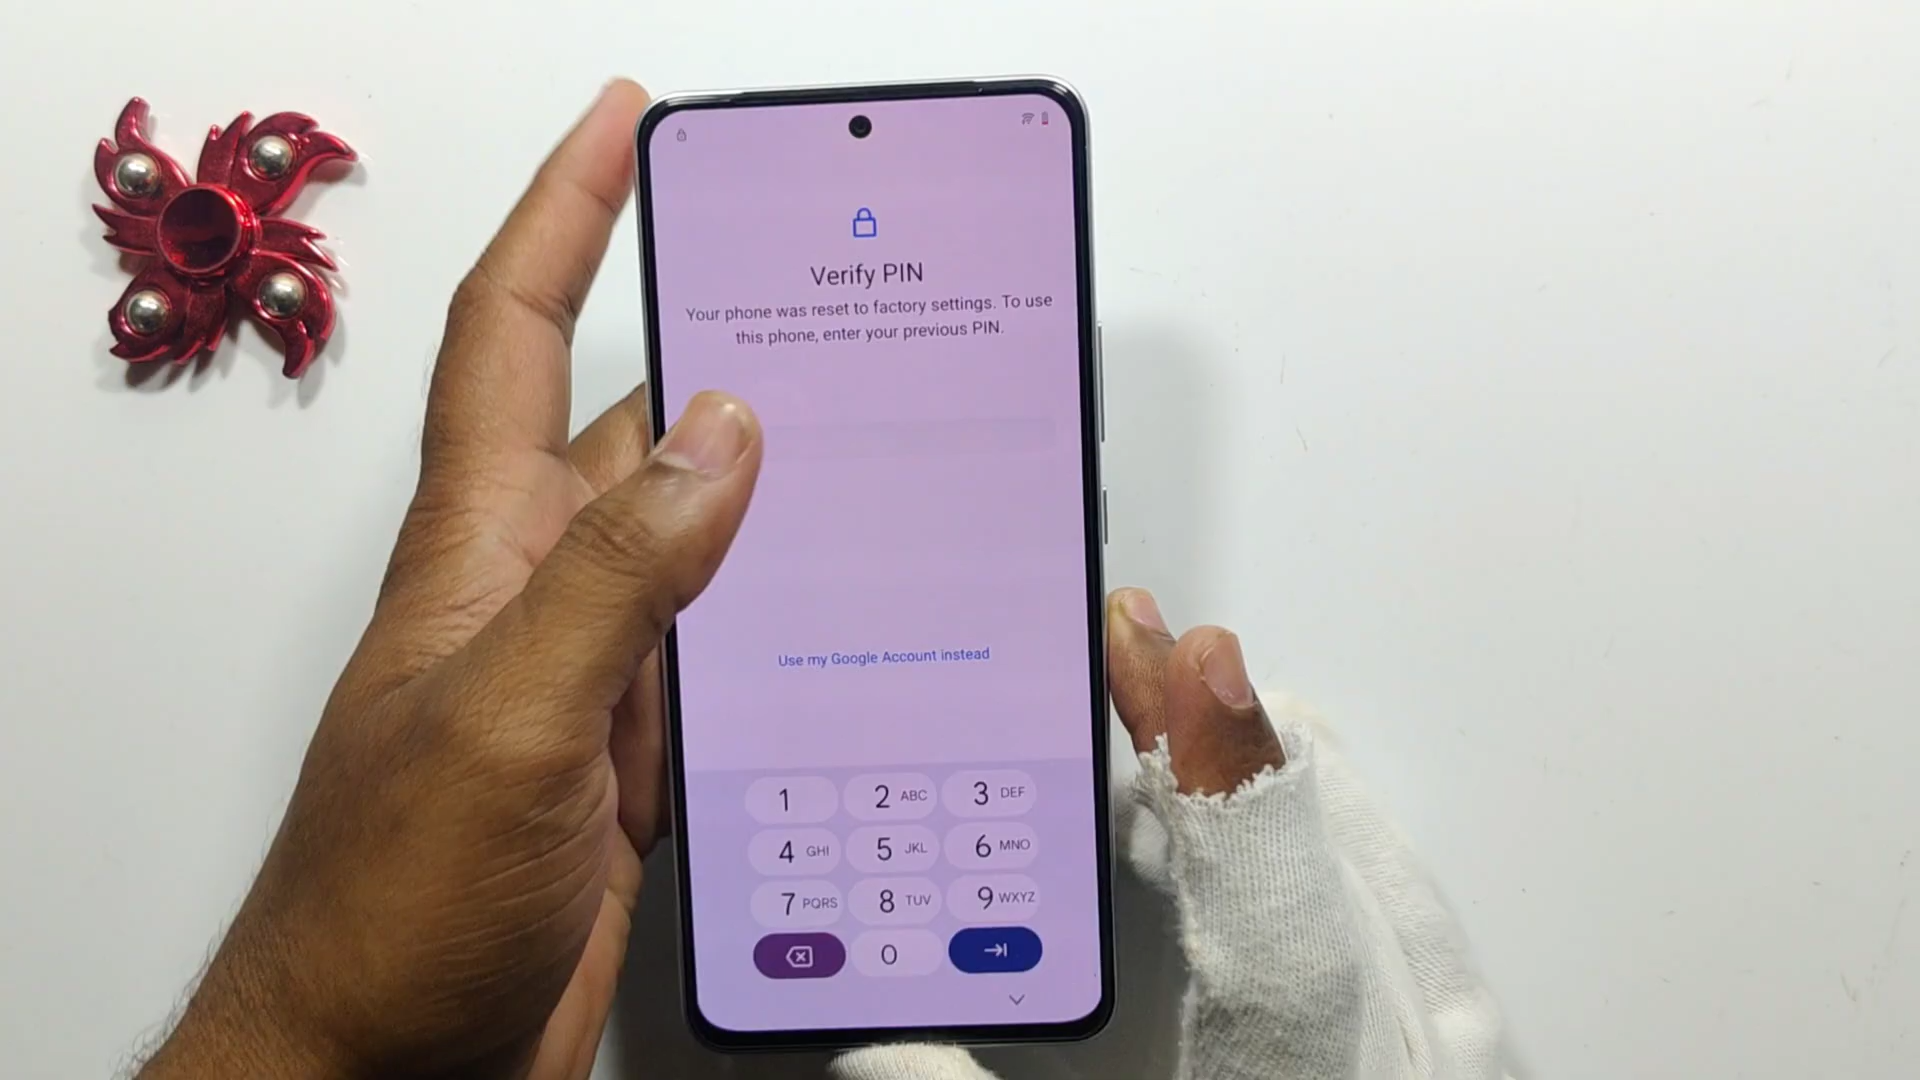 Verify PIN
Your phone was reset to factory settings. To use
this phone, enter your previous PIN.
Use my Google Account instead
1 2 ABC 3 DEF
4 GHI 5 JKL 6 MNO
7 PQRS 8 TUV 9 WXYZ
0